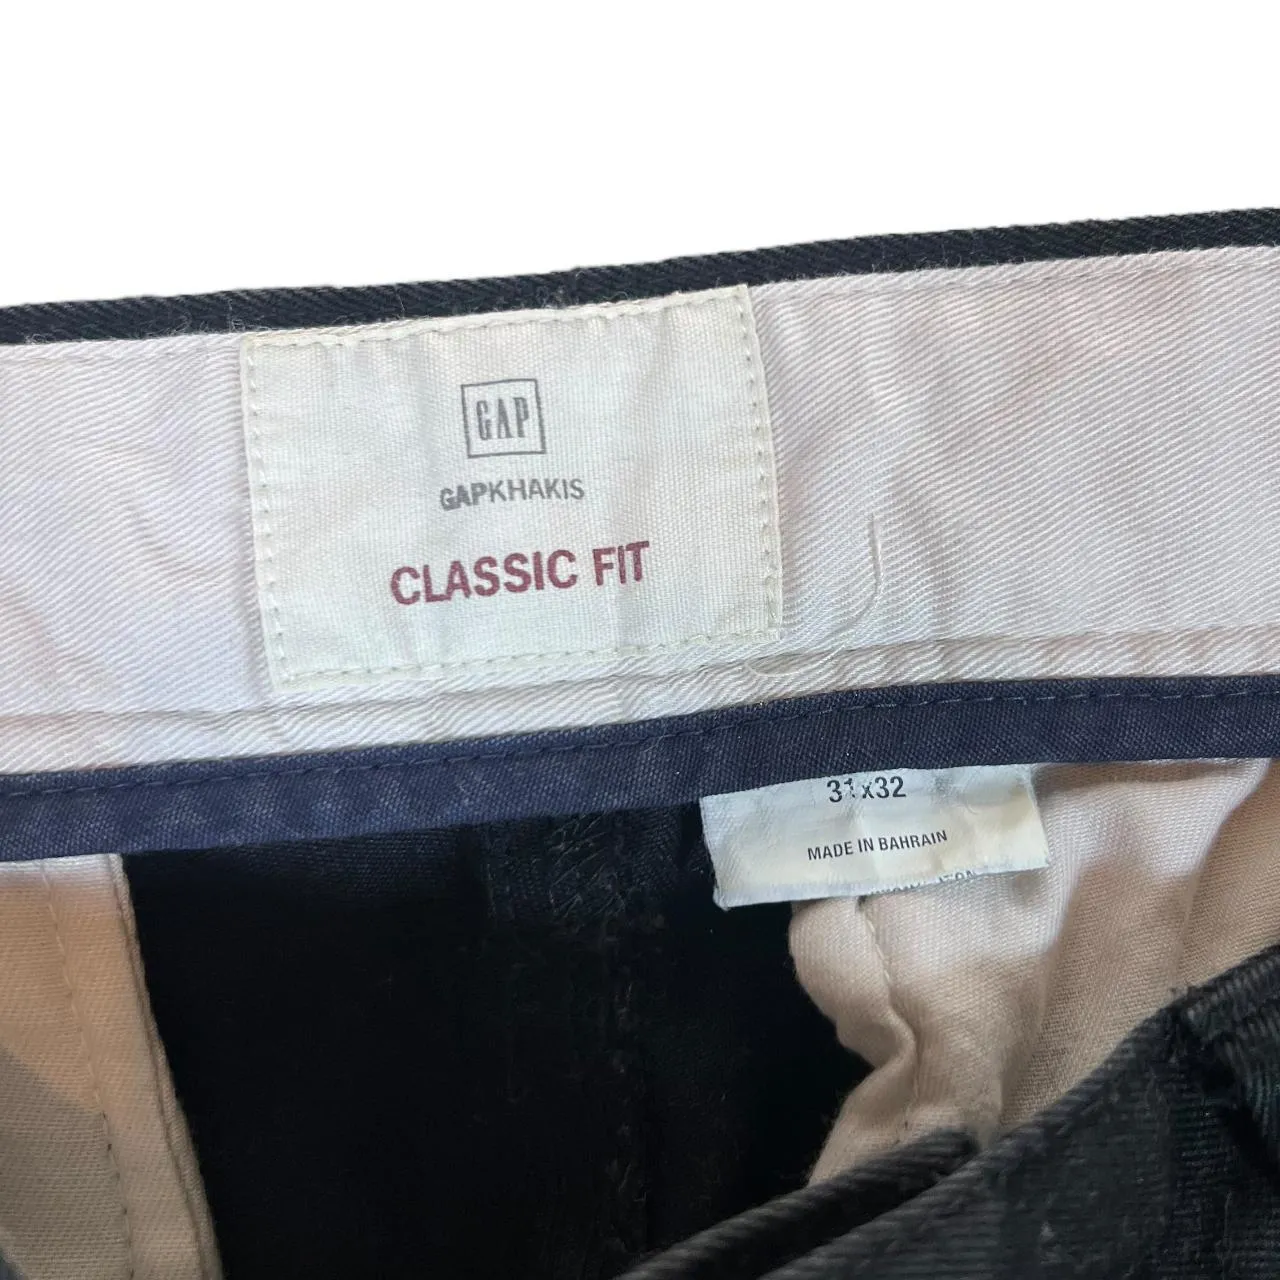 GAP
GAPKHAKIS
CLASSIC FIT
31x32
MADE IN BAHRAIN